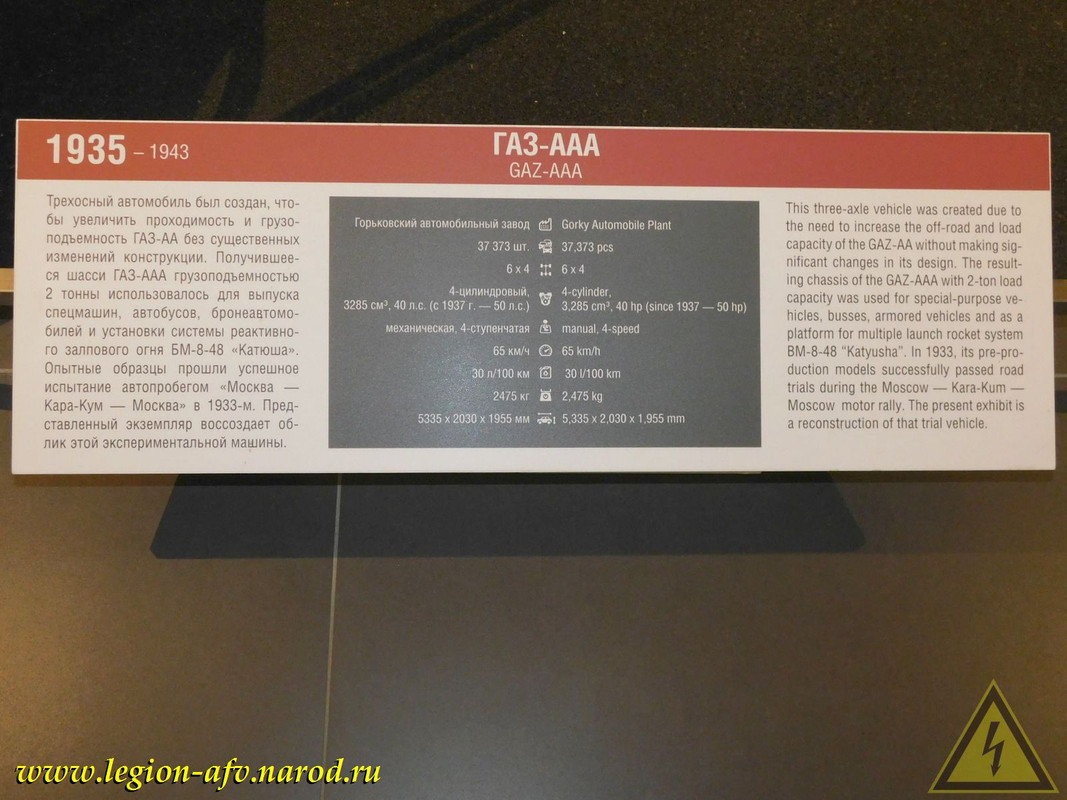 1935 – 1943
ГАЗ-ААА
GAZ-AAA
Трехосный автомобиль был создан, что-
бы увеличить проходимость и грузо-
подъемность ГАЗ-АА без существенных
изменений конструкции. Получившее-
ся шасси ГАЗ-ААА грузоподъемностью
2 тонны использовалось для выпуска
спецмашин, автобусов, бронеавтомо-
билей и установки системы реактивно-
го залпового огня БМ-8-48 «Катюша».
Опытные образцы прошли успешное
испытание автопробегом «Москва —
Кара-Кум — Москва» в 1933-м. Пред-
ставленный экземпляр воссоздает об-
лик этой экспериментальной машины.
Горьковский автомобильный завод Gorky Automobile Plant
37 373 шт. 37,373 pcs
6 x 4 6 x 4
4-цилиндровый, 4-cylinder,
3285 см³, 40 л.с. (с 1937 г. — 50 л.с.) 3,285 cm³, 40 hp (since 1937 — 50 hp)
механическая, 4-ступенчатая manual, 4-speed
65 км/ч 65 km/h
30 л/100 км 30 l/100 km
2475 кг 2,475 kg
5335 x 2030 x 1955 мм 5,335 x 2,030 x 1,955 mm
This three-axle vehicle was created due to
the need to increase the off-road and load
capacity of the GAZ-AA without making sig-
nificant changes in its design. The result-
ing chassis of the GAZ-AAA with 2-ton load
capacity was used for special-purpose ve-
hicles, busses, armored vehicles and as a
platform for multiple launch rocket system
BM-8-48 “Katyusha”. In 1933, its pre-pro-
duction models successfully passed road
trials during the Moscow — Kara-Kum —
Moscow motor rally. The present exhibit is
a reconstruction of that trial vehicle.
www.legion-afv.narod.ru